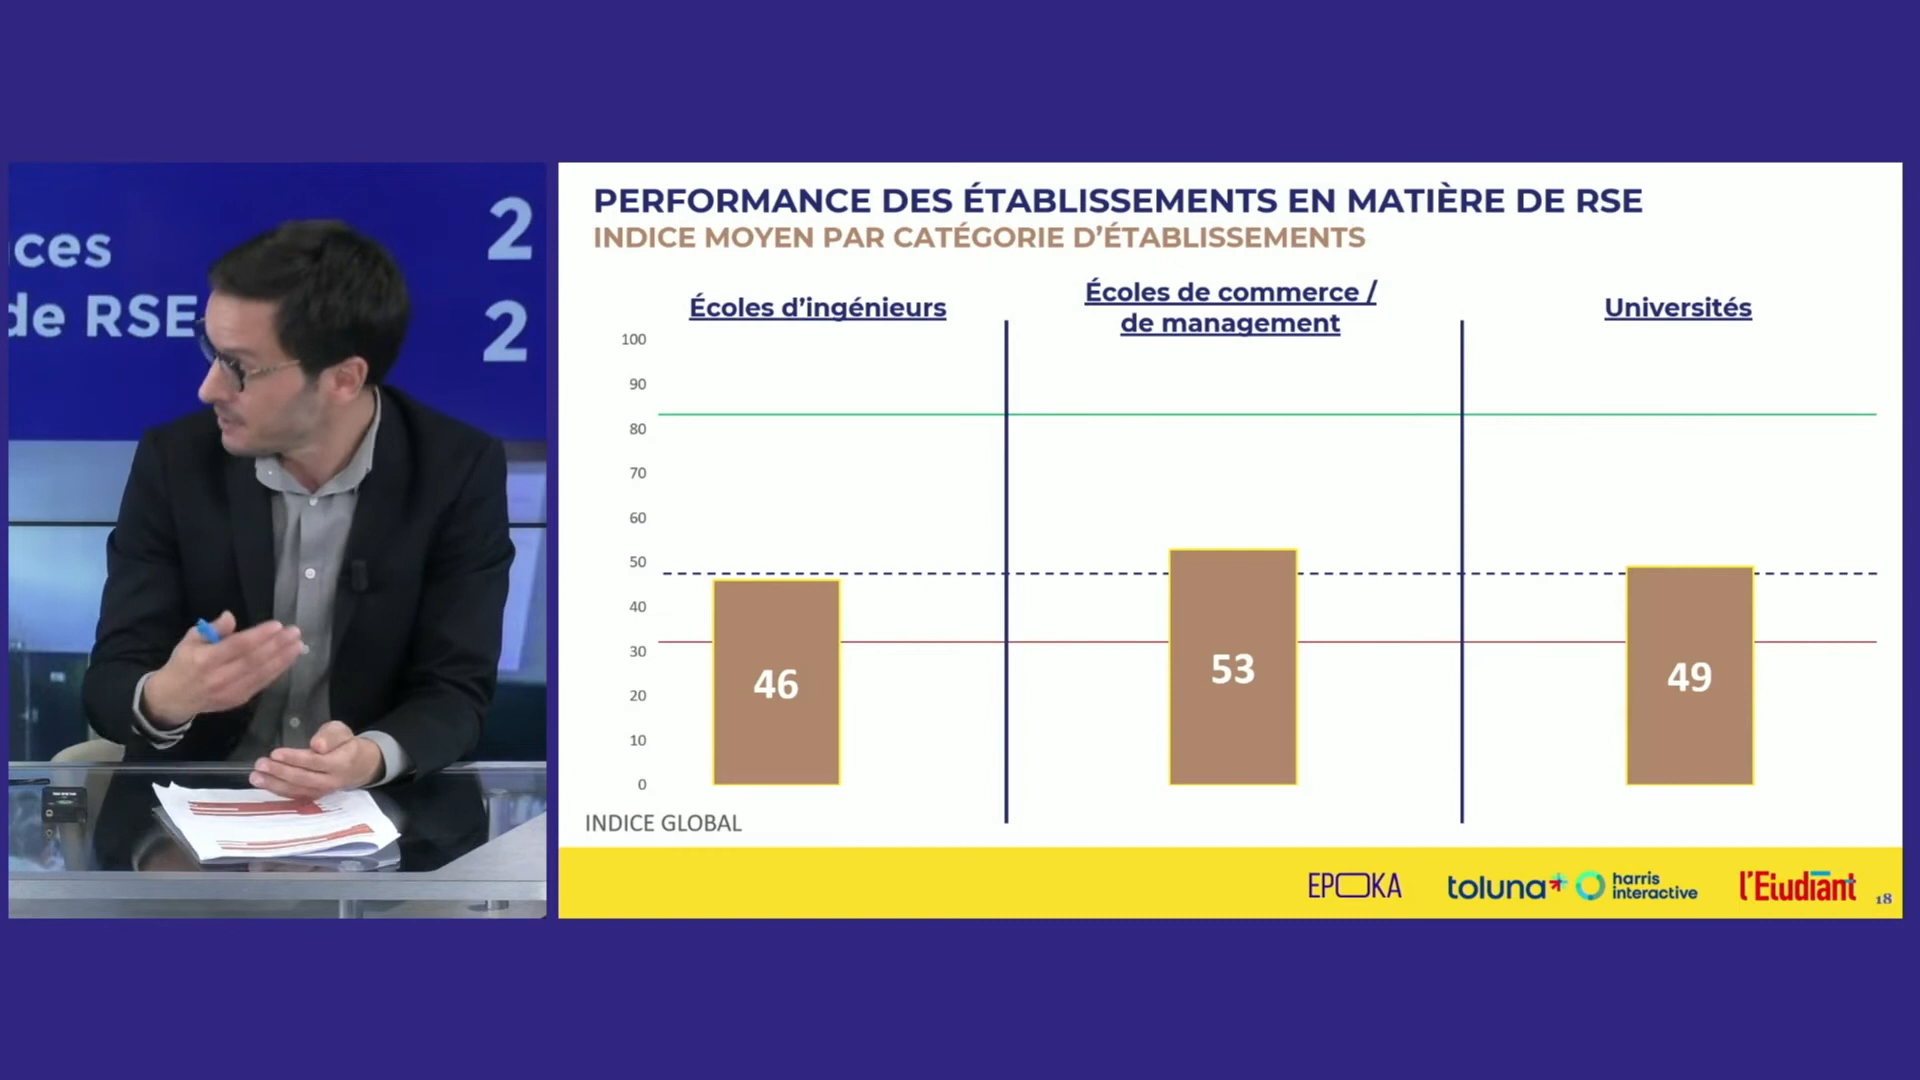 ces
de RSE
2
2
PERFORMANCE DES ÉTABLISSEMENTS EN MATIÈRE DE RSE
INDICE MOYEN PAR CATÉGORIE D'ÉTABLISSEMENTS
Écoles d'ingénieurs
Écoles de commerce /
de management
Universités
100
90
80
70
60
50
40
30
20
10
0
46
53
49
INDICE GLOBAL
EPOKA
toluna*
harris
interactive
l'Etudiant
18